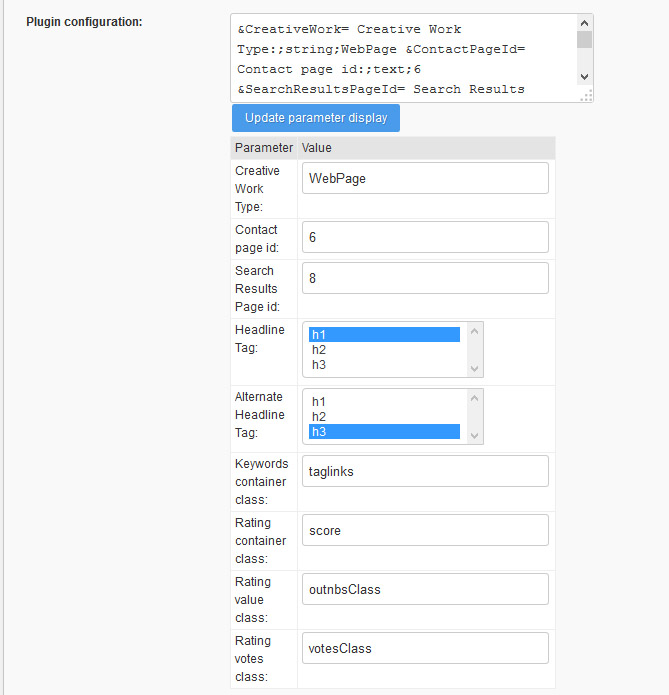 Plugin configuration:
&CreativeWork= Creative Work
Type:;string;WebPage &ContactPageId=
Contact page id:;text;6
&SearchResultsPageId= Search Results
Update parameter display
Parameter Value
Creative
Work
Type:
WebPage
Contact
page id:
6
Search
Results
Page id:
8
Headline
Tag:
h1
h2
h3
Alternate
Headline
Tag:
h1
h2
h3
Keywords
container
class:
taglinks
Rating
container
class:
score
Rating
value
class:
outnbsClass
Rating
votes
class:
votesClass